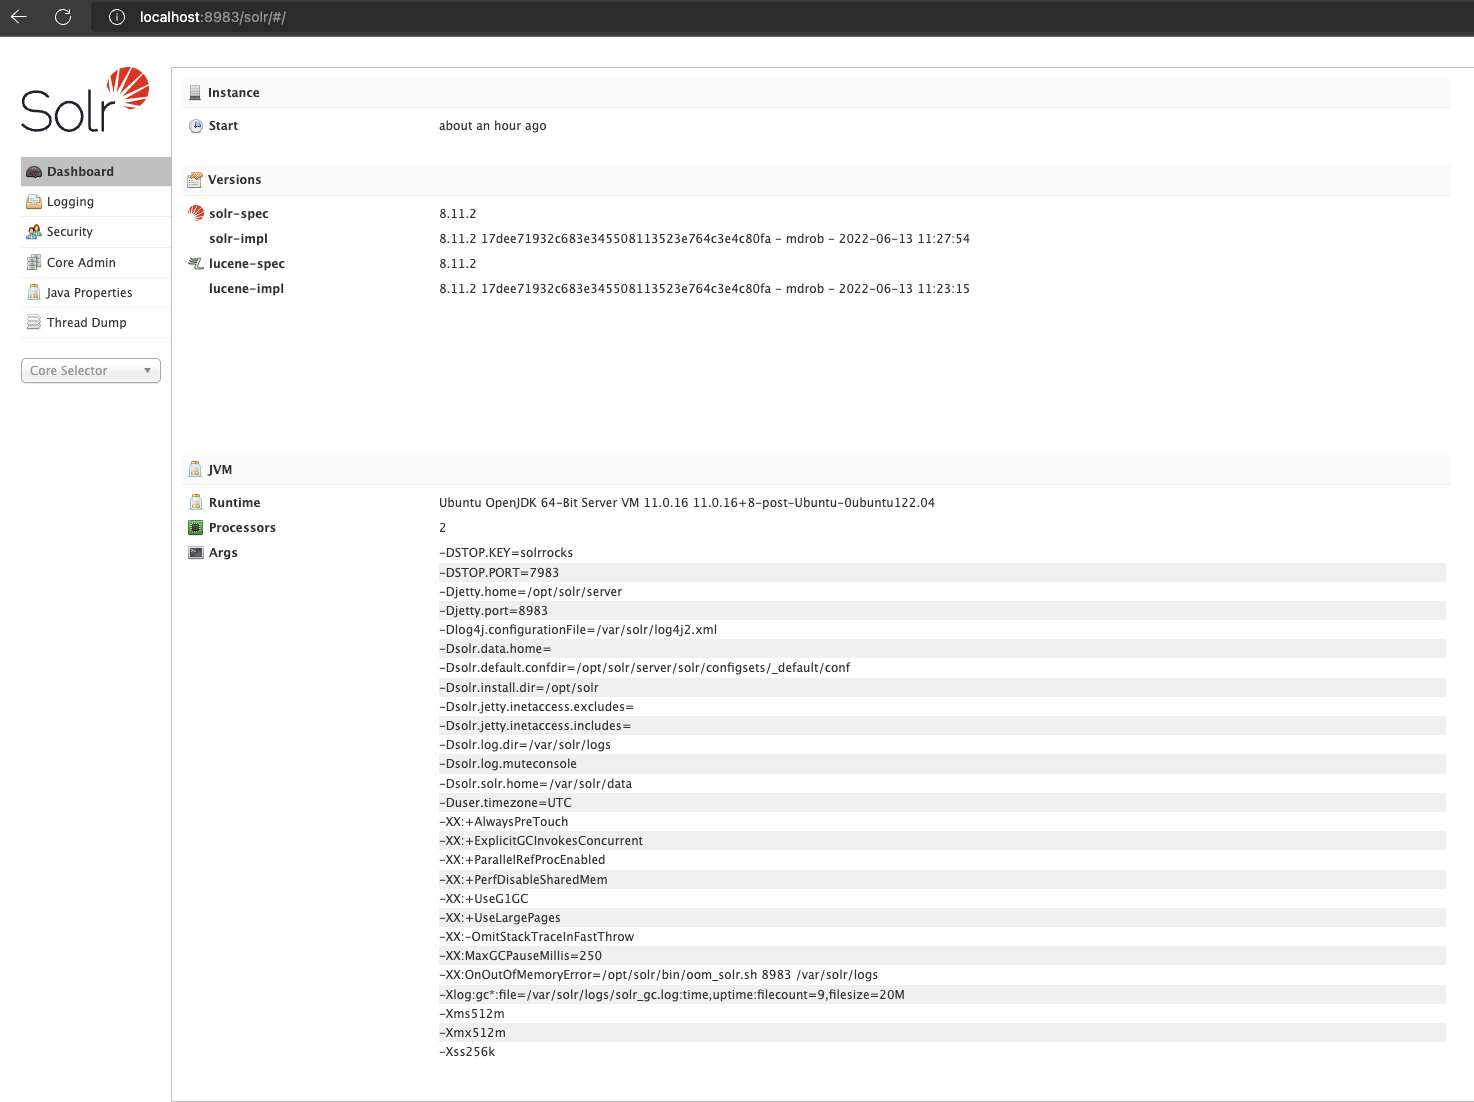 localhost:8983/solr/#/
Solr
Dashboard
Logging
Security
Core Admin
Java Properties
Thread Dump
Core Selector
Instance
Start about an hour ago
Versions
solr-spec 8.11.2
solr-impl 8.11.2 17dee71932c683e345508113523e764c3e4c80fa - mdrob - 2022-06-13 11:27:54
lucene-spec 8.11.2
lucene-impl 8.11.2 17dee71932c683e345508113523e764c3e4c80fa - mdrob - 2022-06-13 11:23:15
JVM
Runtime Ubuntu OpenJDK 64-Bit Server VM 11.0.16 11.0.16+8-post-Ubuntu-0ubuntu122.04
Processors 2
Args -DSTOP.KEY=solrrocks
-DSTOP.PORT=7983
-Djetty.home=/opt/solr/server
-Djetty.port=8983
-Dlog4j.configurationFile=/var/solr/log4j2.xml
-Dsolr.data.home=
-Dsolr.default.confdir=/opt/solr/server/solr/configsets/_default/conf
-Dsolr.install.dir=/opt/solr
-Dsolr.jetty.inetaccess.excludes=
-Dsolr.jetty.inetaccess.includes=
-Dsolr.log.dir=/var/solr/logs
-Dsolr.log.muteconsole
-Dsolr.solr.home=/var/solr/data
-Duser.timezone=UTC
-XX:+AlwaysPreTouch
-XX:+ExplicitGCInvokesConcurrent
-XX:+ParallelRefProcEnabled
-XX:+PerfDisableSharedMem
-XX:+UseG1GC
-XX:+UseLargePages
-XX:-OmitStackTraceInFastThrow
-XX:MaxGCPauseMillis=250
-XX:OnOutOfMemoryError=/opt/solr/bin/oom_solr.sh 8983 /var/solr/logs
-Xlog:gc*:file=/var/solr/logs/solr_gc.log:time,uptime:filecount=9,filesize=20M
-Xms512m
-Xmx512m
-Xss256k